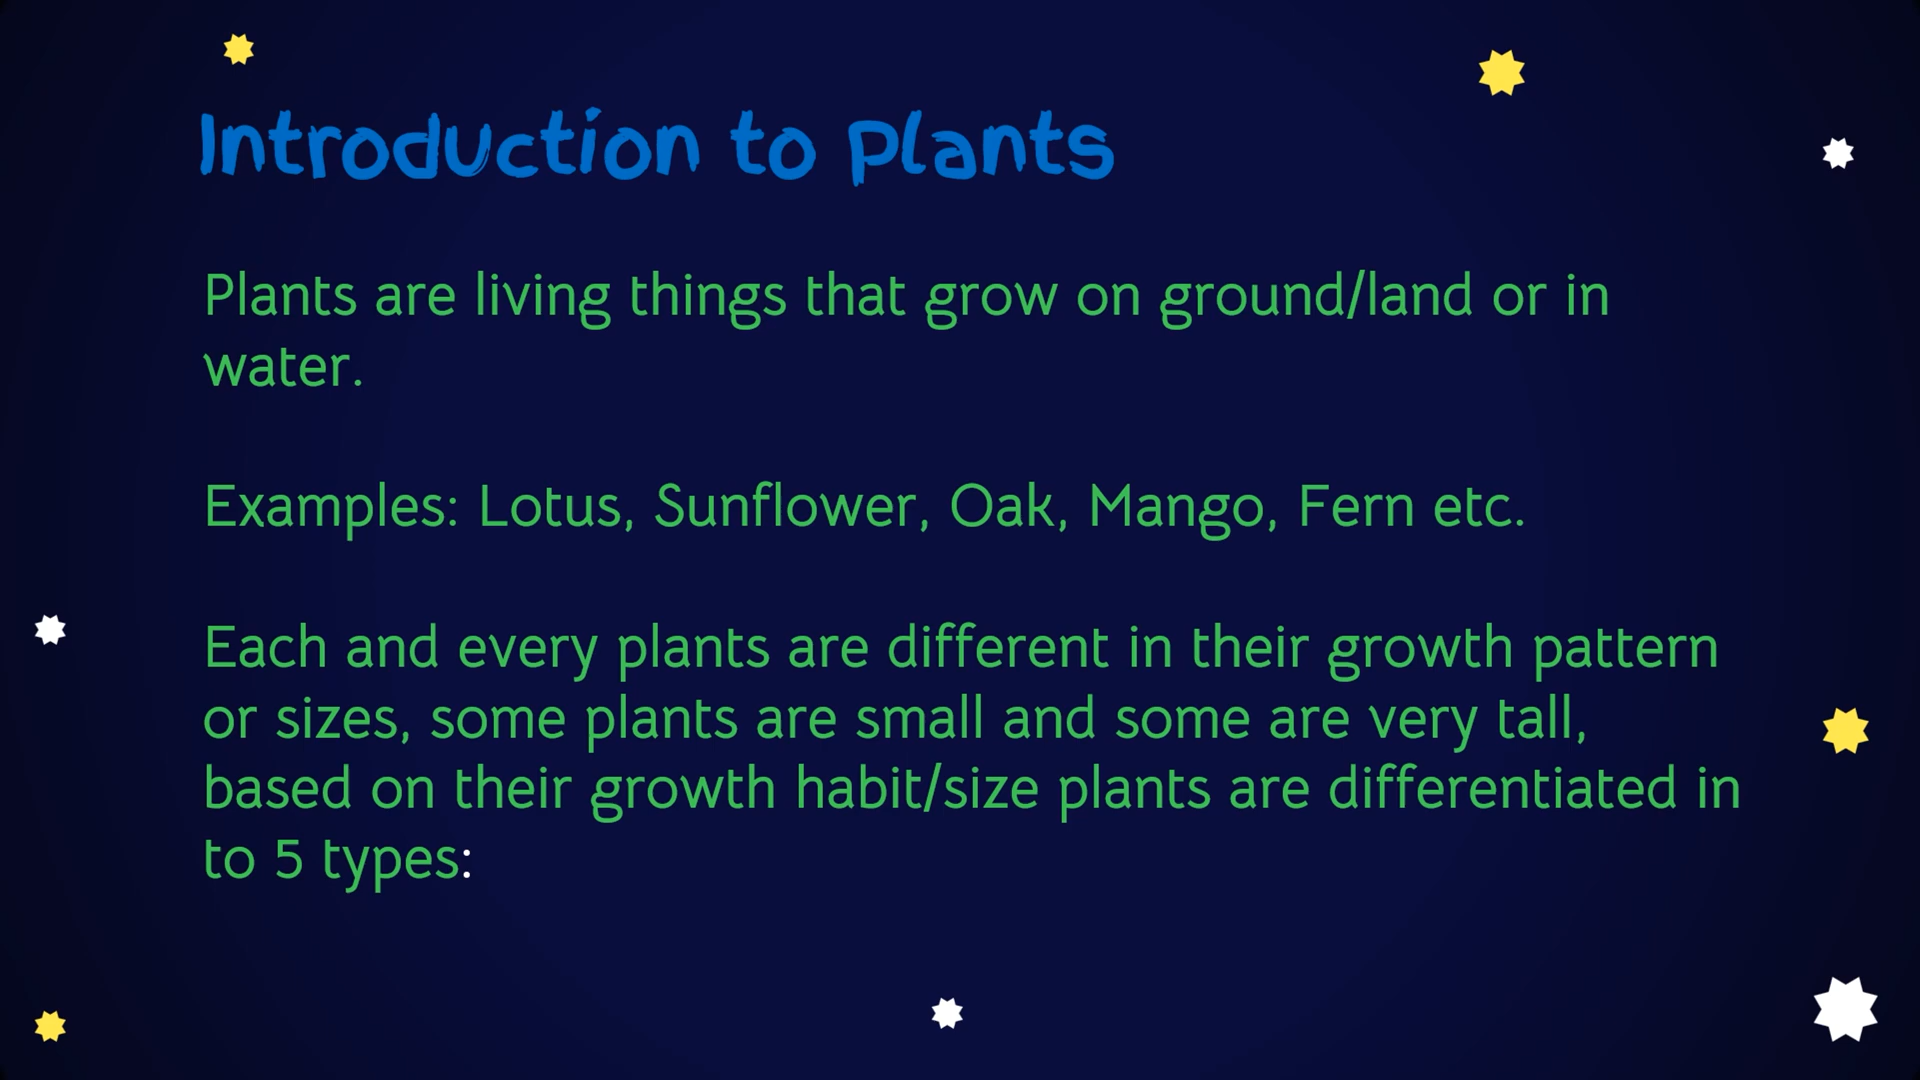 Introduction to Plants
Plants are living things that grow on ground/land or in
water.
Examples: Lotus, Sunflower, Oak, Mango, Fern etc.
Each and every plants are different in their growth pattern
or sizes, some plants are small and some are very tall,
based on their growth habit/size plants are differentiated in
to 5 types: